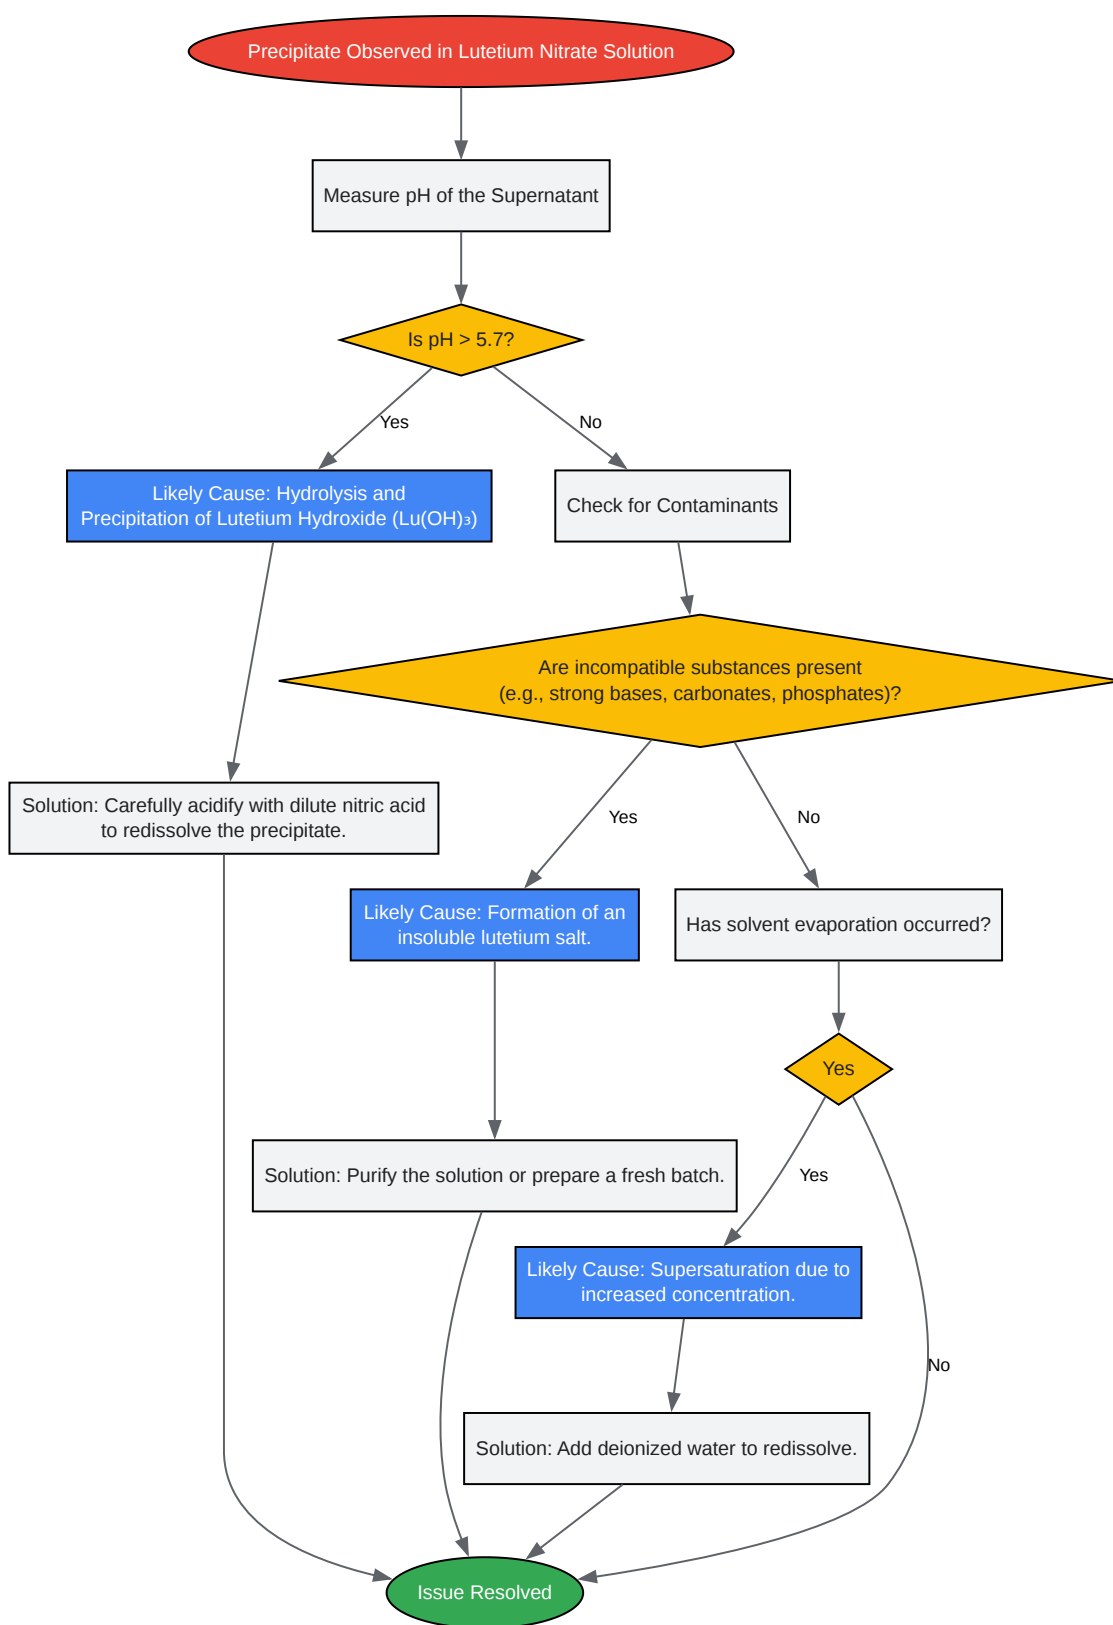 Precipitate Observed in Lutetium Nitrate Solution
Measure pH of the Supernatant
Is pH > 5.7?
Yes
No
Likely Cause: Hydrolysis and
Precipitation of Lutetium Hydroxide (Lu(OH)₃)
Check for Contaminants
Are incompatible substances present
(e.g., strong bases, carbonates, phosphates)?
Solution: Carefully acidify with dilute nitric acid
to redissolve the precipitate.
Yes
No
Likely Cause: Formation of an
insoluble lutetium salt.
Has solvent evaporation occurred?
Yes
Solution: Purify the solution or prepare a fresh batch.
Yes
Likely Cause: Supersaturation due to
increased concentration.
No
Solution: Add deionized water to redissolve.
Issue Resolved